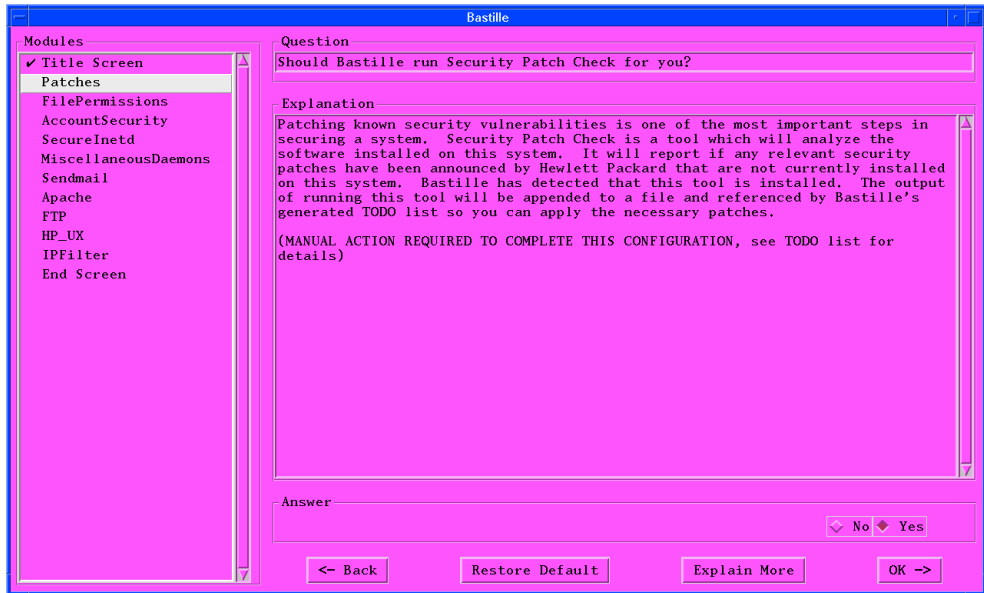 Bastille
Modules
✔ Title Screen
Patches
FilePermissions
AccountSecurity
SecureInetd
MiscellaneousDaemons
Sendmail
Apache
FTP
HP_UX
IPFilter
End Screen
Question
Should Bastille run Security Patch Check for you?
Explanation
Patching known security vulnerabilities is one of the most important steps in
securing a system.  Security Patch Check is a tool which will analyze the
software installed on this system.  It will report if any relevant security
patches have been announced by Hewlett Packard that are not currently installed
on this system.  Bastille has detected that this tool is installed.  The output
of running this tool will be appended to a file and referenced by Bastille's
generated TODO list so you can apply the necessary patches.
(MANUAL ACTION REQUIRED TO COMPLETE THIS CONFIGURATION, see TODO list for
details)
Answer
No Yes
<- Back Restore Default Explain More OK ->